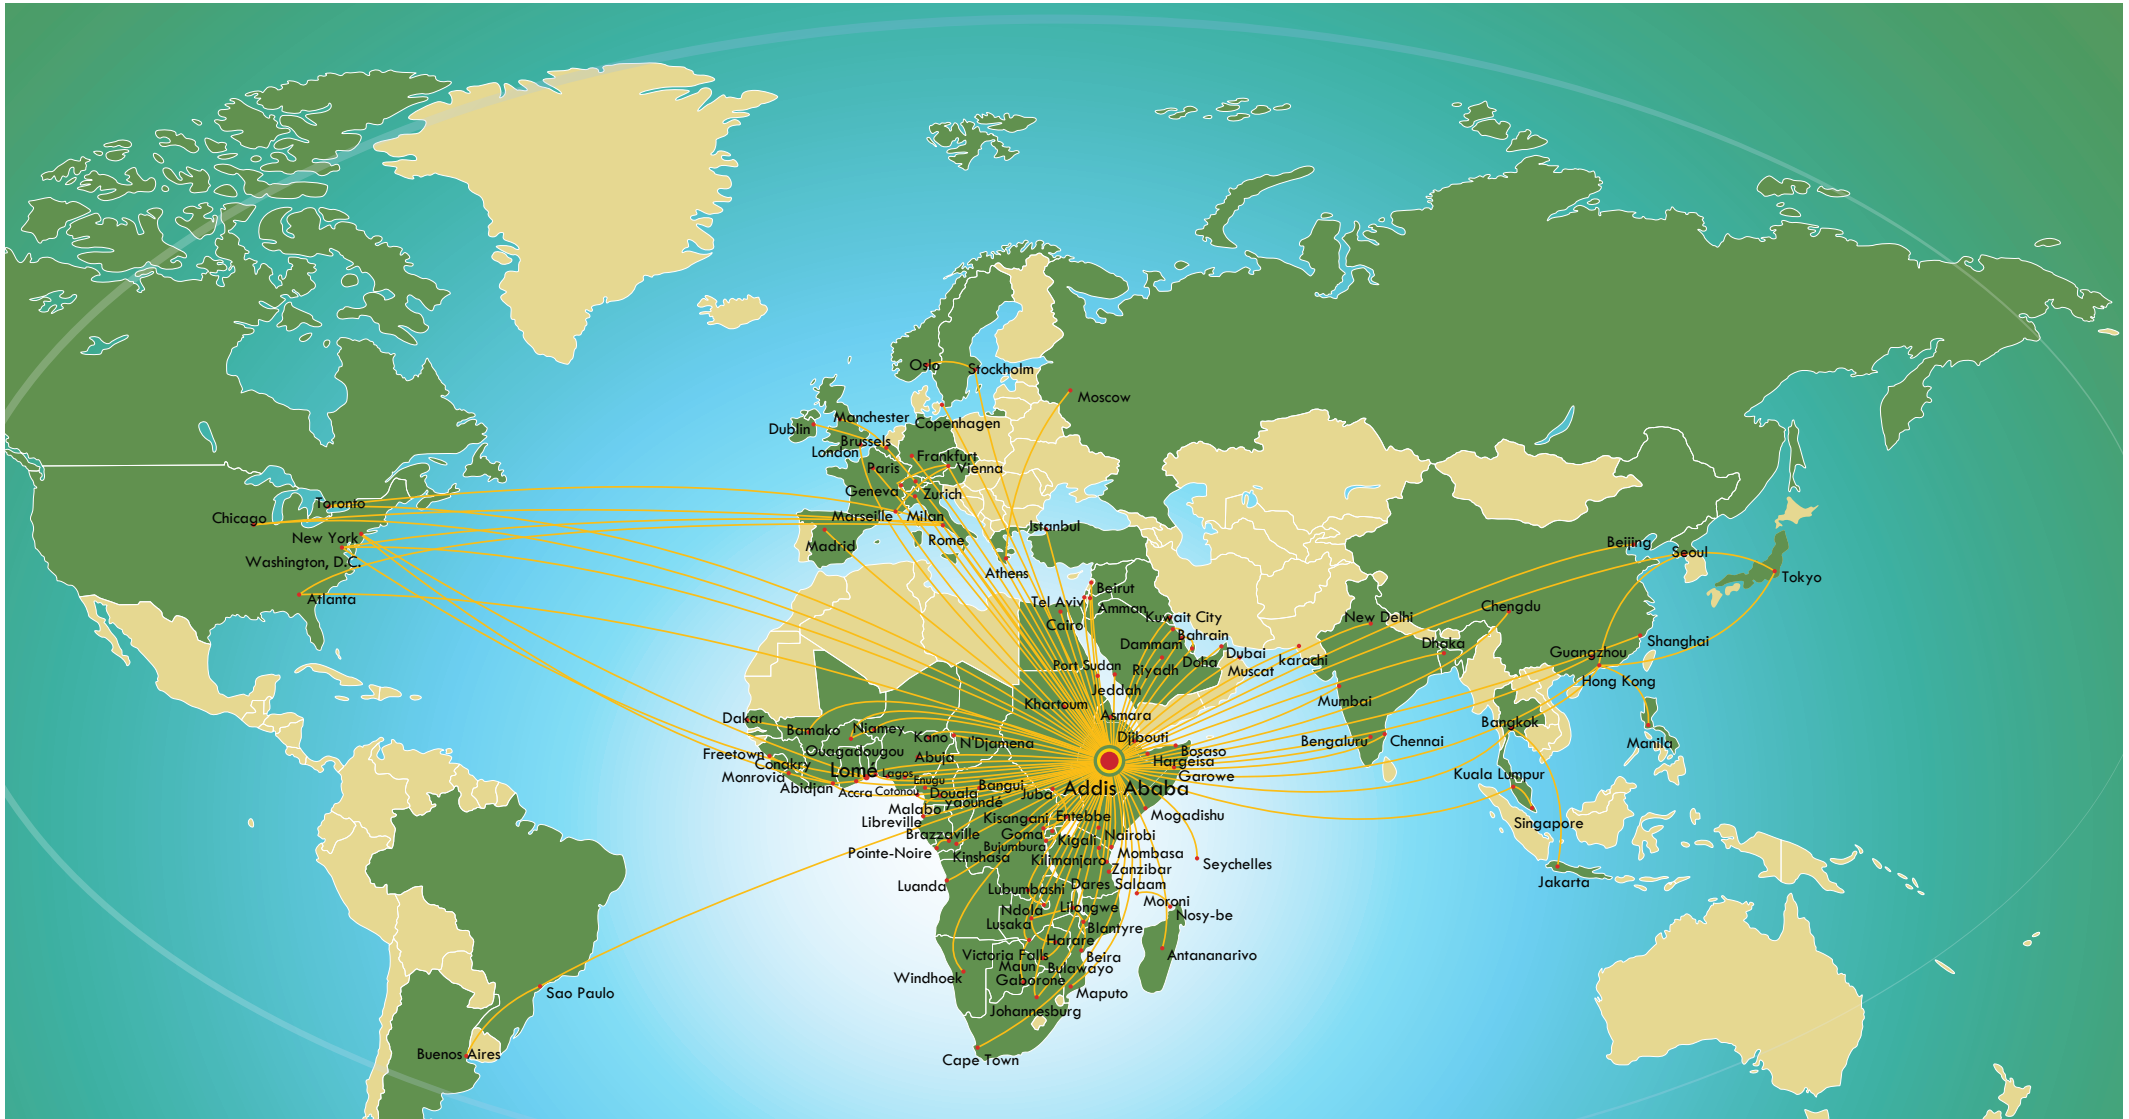 Oslo
Stockholm
Moscow
Manchester
Copenhagen
Dublin
Brussels
London
Frankfurt
Paris
Vienna
Geneva
Zurich
Toronto
Chicago
Marseille
Milan
Istanbul
New York
Madrid
Rome
Beijing
Seoul
Washington, D.C.
Athens
Tokyo
Atlanta
Beirut
Tel Aviv
Amman
Cairo
Kuwait City
New Delhi
Chengdu
Bahrain
Dammam
Dubai
Dhaka
Shanghai
Guangzhou
Port Sudan
Riyadh
Doha
Muscat
karachi
Hong Kong
Jeddah
Khartoum
Asmara
Mumbai
Dakar
Bamako
Niamey
Kano
N'Djamena
Djibouti
Bangkok
Bengaluru
Chennai
Manila
Freetown
Conakry
Ouagadougou
Abuja
Bosaso
Hargeisa
Garowe
Monrovia
Lomé
Lagos
Enugu
Abidjan
Accra
Cotonou
Douala
Bangui
Juba
Addis Ababa
Kuala Lumpur
Malabo
Yaoundé
Libreville
Kisangani
Entebbe
Mogadishu
Singapore
Brazzaville
Goma
Nairobi
Pointe-Noire
Kinshasa
Bujumbura
Kigali
Mombasa
Kilimanjaro
Zanzibar
Seychelles
Luanda
Lubumbashi
Dares Salaam
Jakarta
Moroni
Ndola
Lilongwe
Nosy-be
Lusaka
Blantyre
Harare
Victoria Falls
Beira
Antananarivo
Maun
Bulawayo
Windhoek
Gaborone
Maputo
Sao Paulo
Johannesburg
Buenos Aires
Cape Town